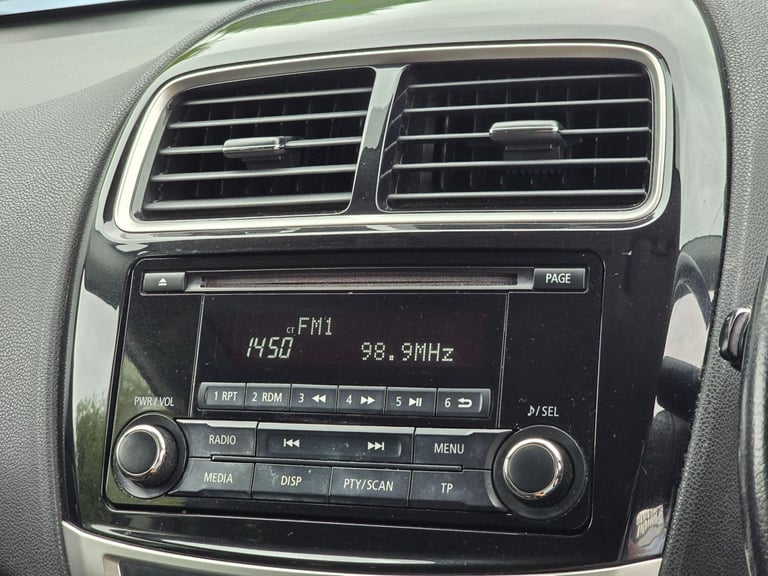 PAGE
CT FM1
1450 98.9MHz
1 RPT 2 RDM 3 4 5 6
PWR/VOL
/SEL
RADIO MENU
MEDIA DISP PTY/SCAN TP